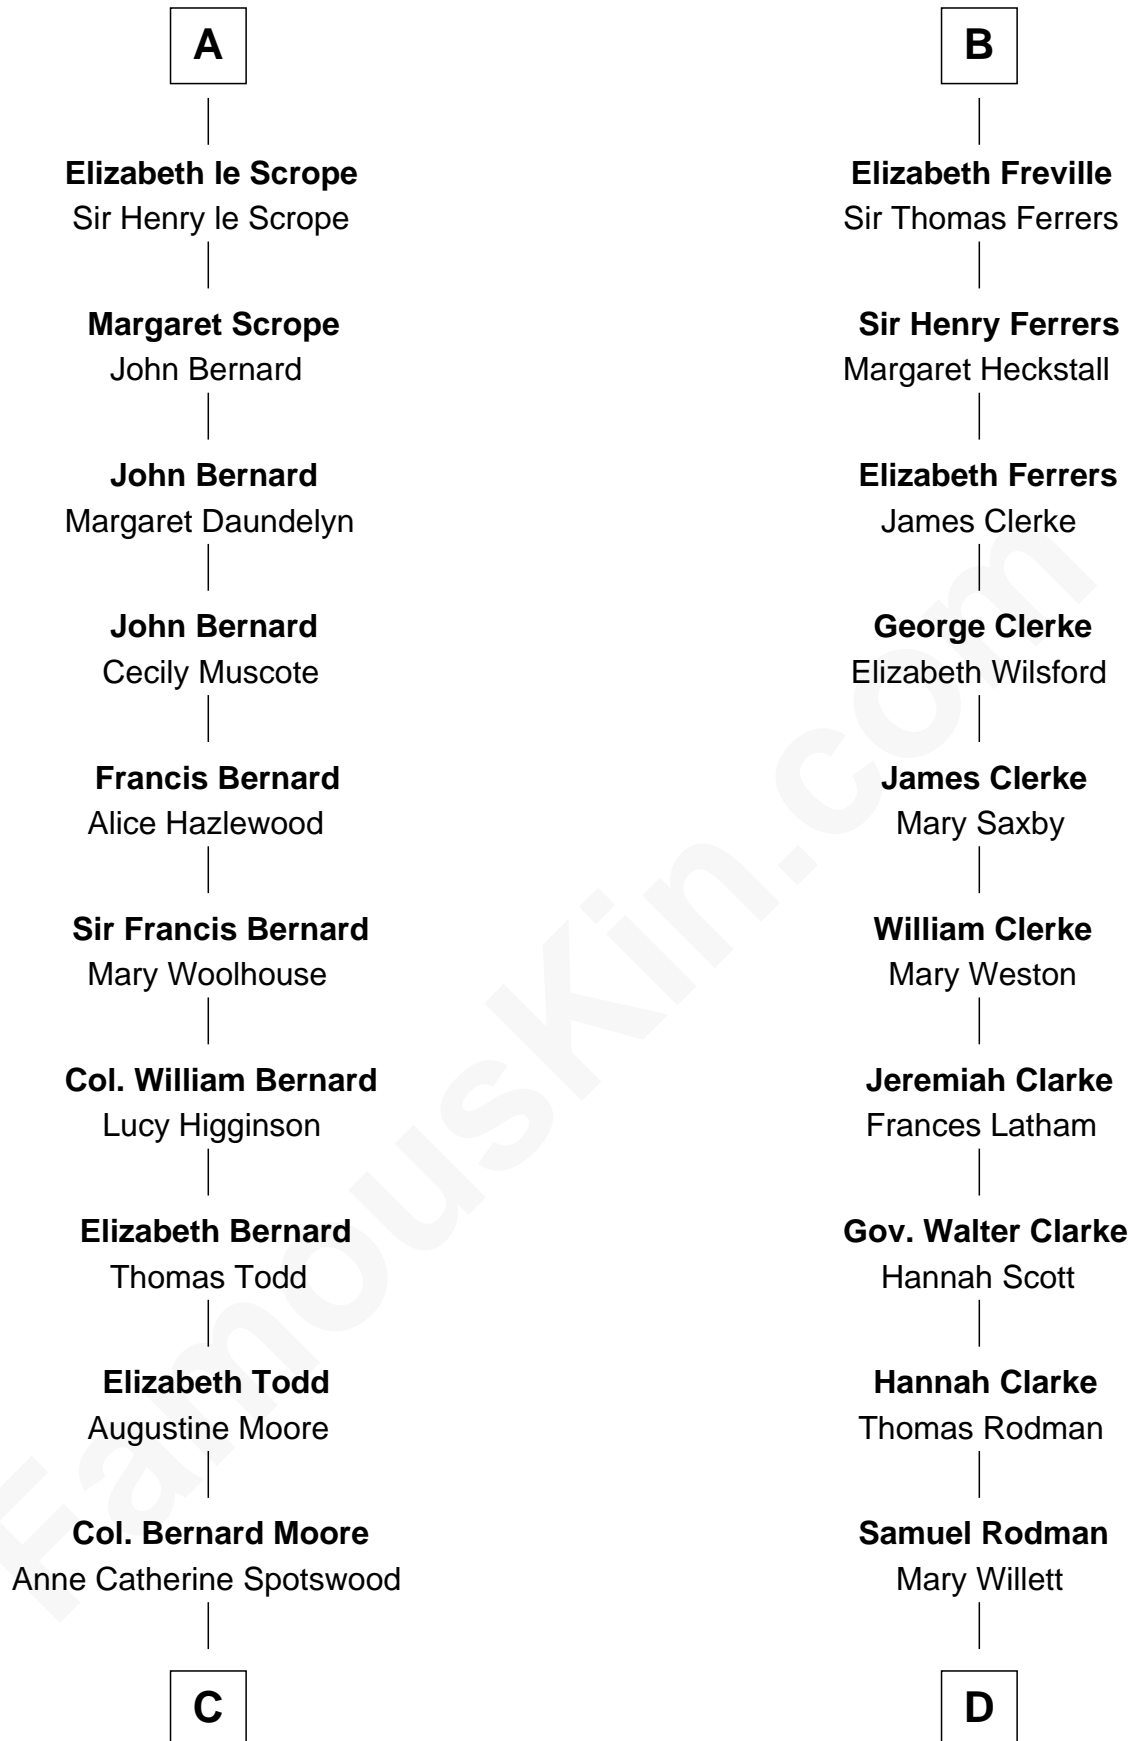 A
Elizabeth le Scrope
Sir Henry le Scrope
Margaret Scrope
John Bernard
John Bernard
Margaret Daundelyn
John Bernard
Cecily Muscote
Francis Bernard
Alice Hazlewood
Sir Francis Bernard
Mary Woolhouse
Col. William Bernard
Lucy Higginson
Elizabeth Bernard
Thomas Todd
Elizabeth Todd
Augustine Moore
Col. Bernard Moore
Anne Catherine Spotswood
C
B
Elizabeth Freville
Sir Thomas Ferrers
Sir Henry Ferrers
Margaret Heckstall
Elizabeth Ferrers
James Clerke
George Clerke
Elizabeth Wilsford
James Clerke
Mary Saxby
William Clerke
Mary Weston
Jeremiah Clarke
Frances Latham
Gov. Walter Clarke
Hannah Scott
Hannah Clarke
Thomas Rodman
Samuel Rodman
Mary Willett
D
FamousKin.com